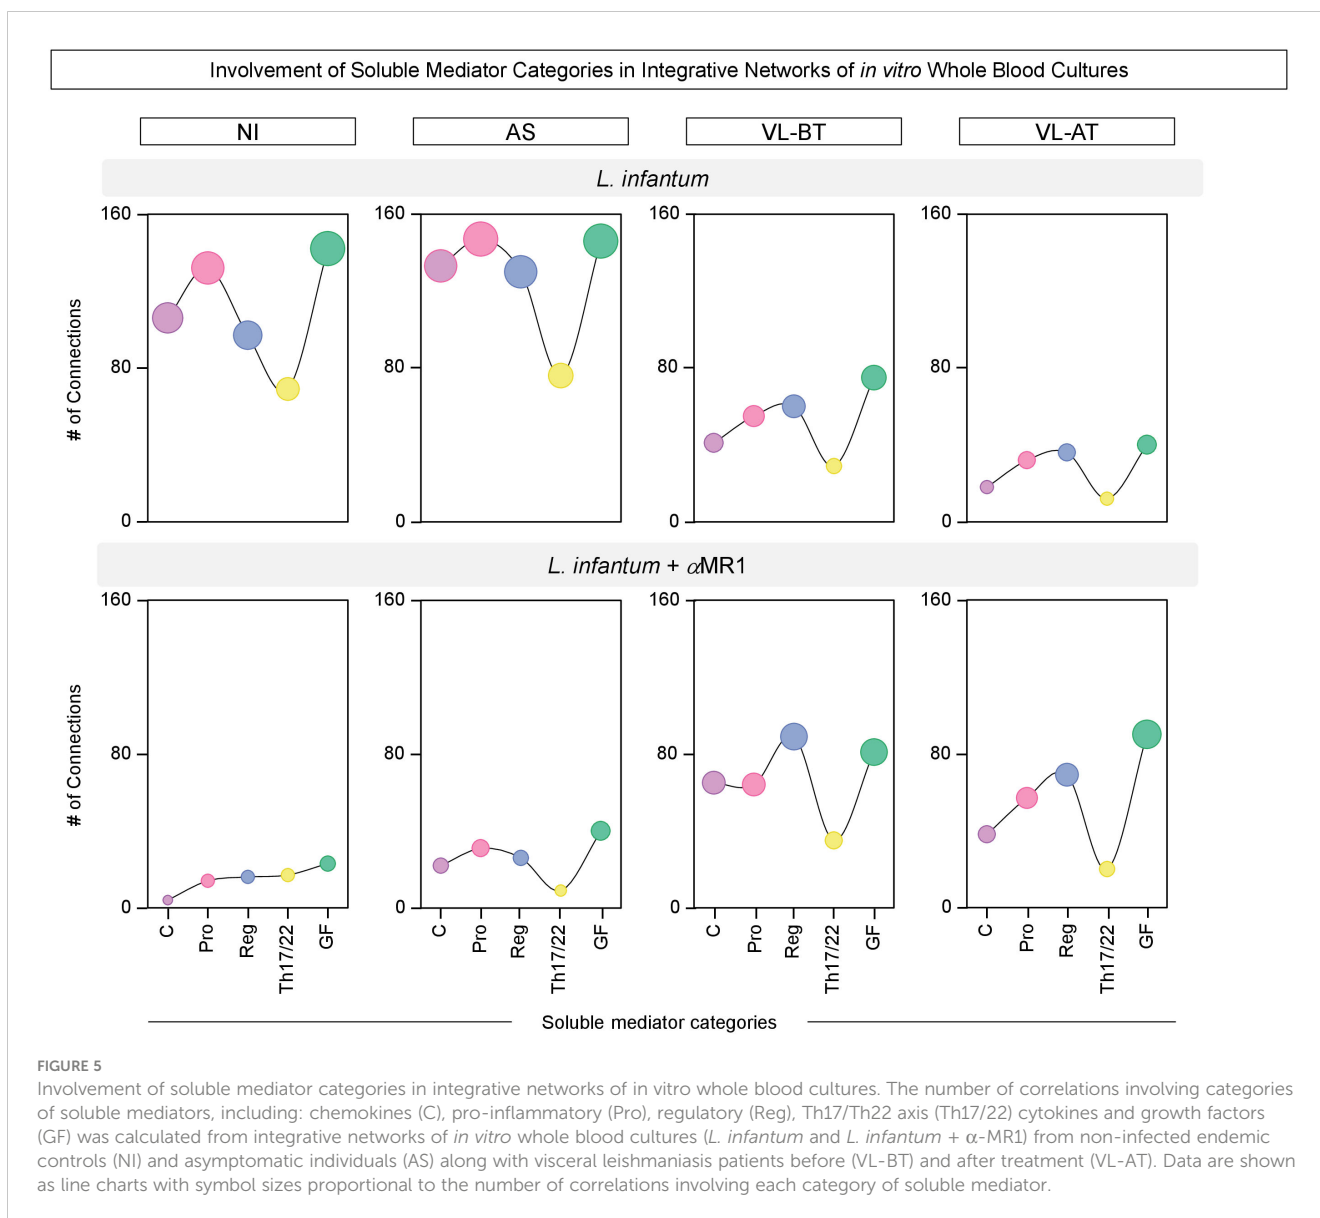 Involvement of Soluble Mediator Categories in Integrative Networks of in vitro Whole Blood Cultures
NI
AS
VL-BT
VL-AT
L. infantum
# of Connections
160
80
0
160
80
0
160
80
0
160
80
0
L. infantum + αMR1
# of Connections
160
80
0
160
80
0
160
80
0
160
80
0
C
Pro
Reg
Th17/22
GF
C
Pro
Reg
Th17/22
GF
C
Pro
Reg
Th17/22
GF
C
Pro
Reg
Th17/22
GF
Soluble mediator categories
FIGURE 5
Involvement of soluble mediator categories in integrative networks of in vitro whole blood cultures. The number of correlations involving categories
of soluble mediators, including: chemokines (C), pro-inflammatory (Pro), regulatory (Reg), Th17/Th22 axis (Th17/22) cytokines and growth factors
(GF) was calculated from integrative networks of in vitro whole blood cultures (L. infantum and L. infantum + α-MR1) from non-infected endemic
controls (NI) and asymptomatic individuals (AS) along with visceral leishmaniasis patients before (VL-BT) and after treatment (VL-AT). Data are shown
as line charts with symbol sizes proportional to the number of correlations involving each category of soluble mediator.